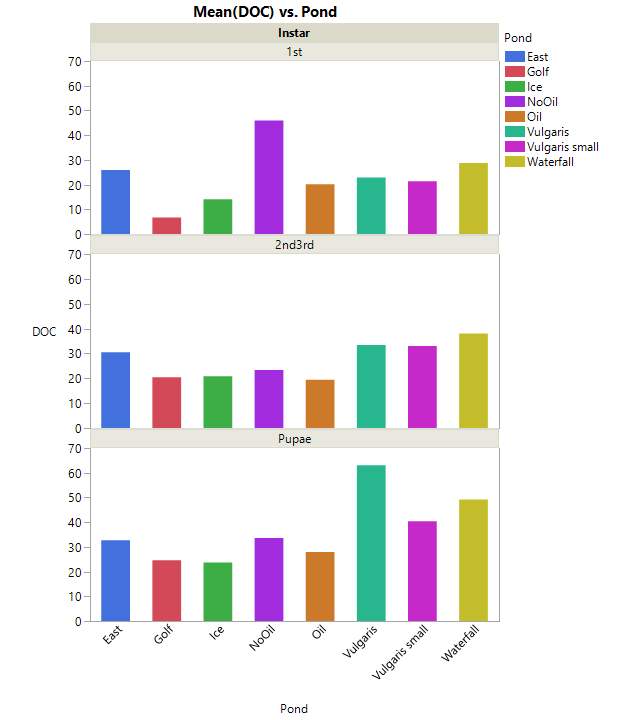 Mean(DOC) vs. Pond
Instar
1st
70
60
50
40
30
20
10
0
2nd3rd
70
60
50
40
30
20
10
0
Pupae
70
60
50
40
30
20
10
0
DOC
East
Golf
Ice
NoOil
Oil
Vulgaris
Vulgaris small
Waterfall
Pond
Pond
East
Golf
Ice
NoOil
Oil
Vulgaris
Vulgaris small
Waterfall